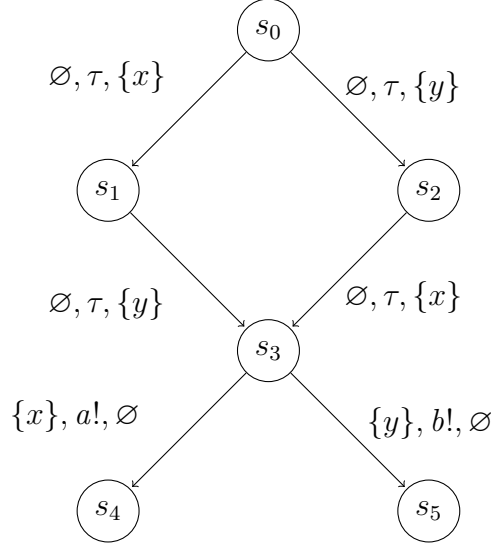 s₀
∅, τ, {x}
∅, τ, {y}
s₁
s₂
∅, τ, {y}
∅, τ, {x}
s₃
{x}, a!, ∅
{y}, b!, ∅
s₄
s₅